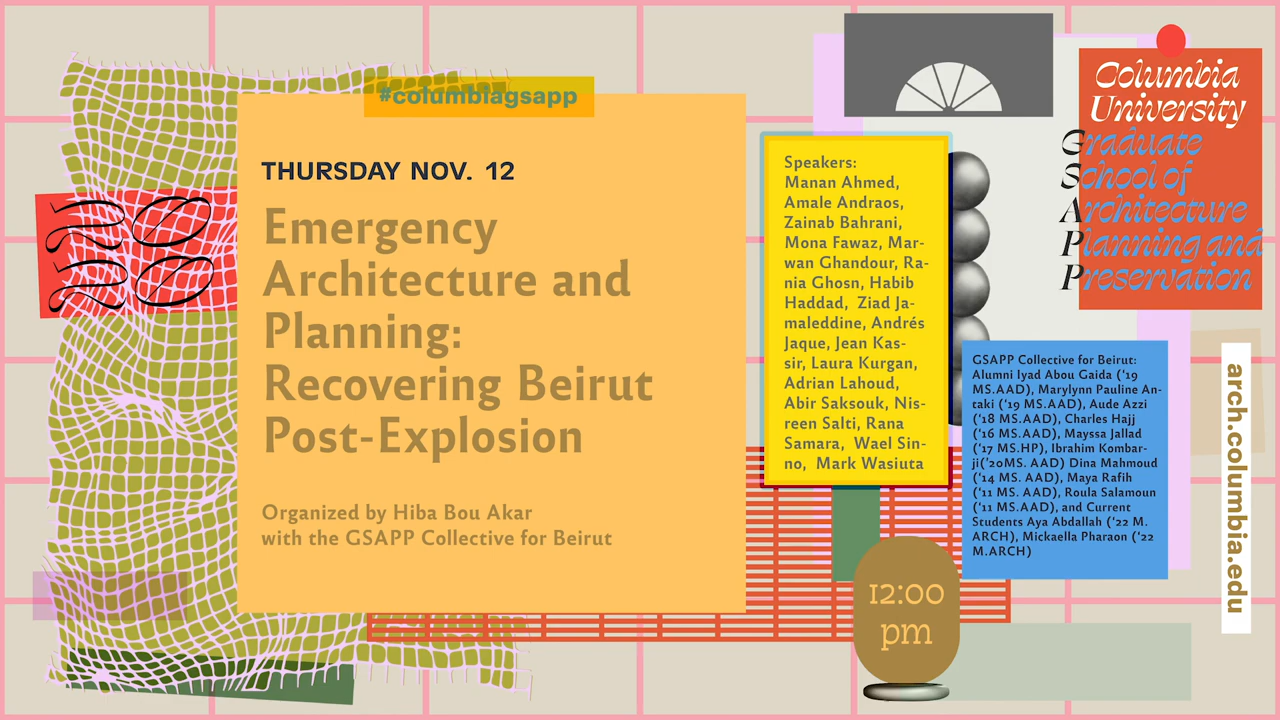 #columbiagsapp
THURSDAY NOV. 12
Emergency
Architecture and
Planning:
Recovering Beirut
Post-Explosion
Organized by Hiba Bou Akar
with the GSAPP Collective for Beirut
20
20
Speakers:
Manan Ahmed,
Amale Andraos,
Zainab Bahrani,
Mona Fawaz, Mar-
wan Ghandour, Ra-
nia Ghosn, Habib
Haddad, Ziad Ja-
maleddine, Andrés
Jaque, Jean Kas-
sir, Laura Kurgan,
Adrian Lahoud,
Abir Saksouk, Nis-
reen Salti, Rana
Samara, Wael Sin-
no, Mark Wasiuta
12:00
pm
Columbia
University
Graduate
School of
Architecture
Planning and
Preservation
GSAPP Collective for Beirut:
Alumni Iyad Abou Gaida ('19
MS.AAD), Marylynn Pauline An-
taki ('19 MS.AAD), Aude Azzi
('18 MS.AAD), Charles Hajj
('16 MS.AAD), Mayssa Jallad
('17 MS.HP), Ibrahim Kombar-
ji('20MS. AAD) Dina Mahmoud
('14 MS. AAD), Maya Rafih
('11 MS. AAD), Roula Salamoun
('11 MS.AAD), and Current
Students Aya Abdallah ('22 M.
ARCH), Mickaella Pharaon ('22
M.ARCH)
arch.columbia.edu